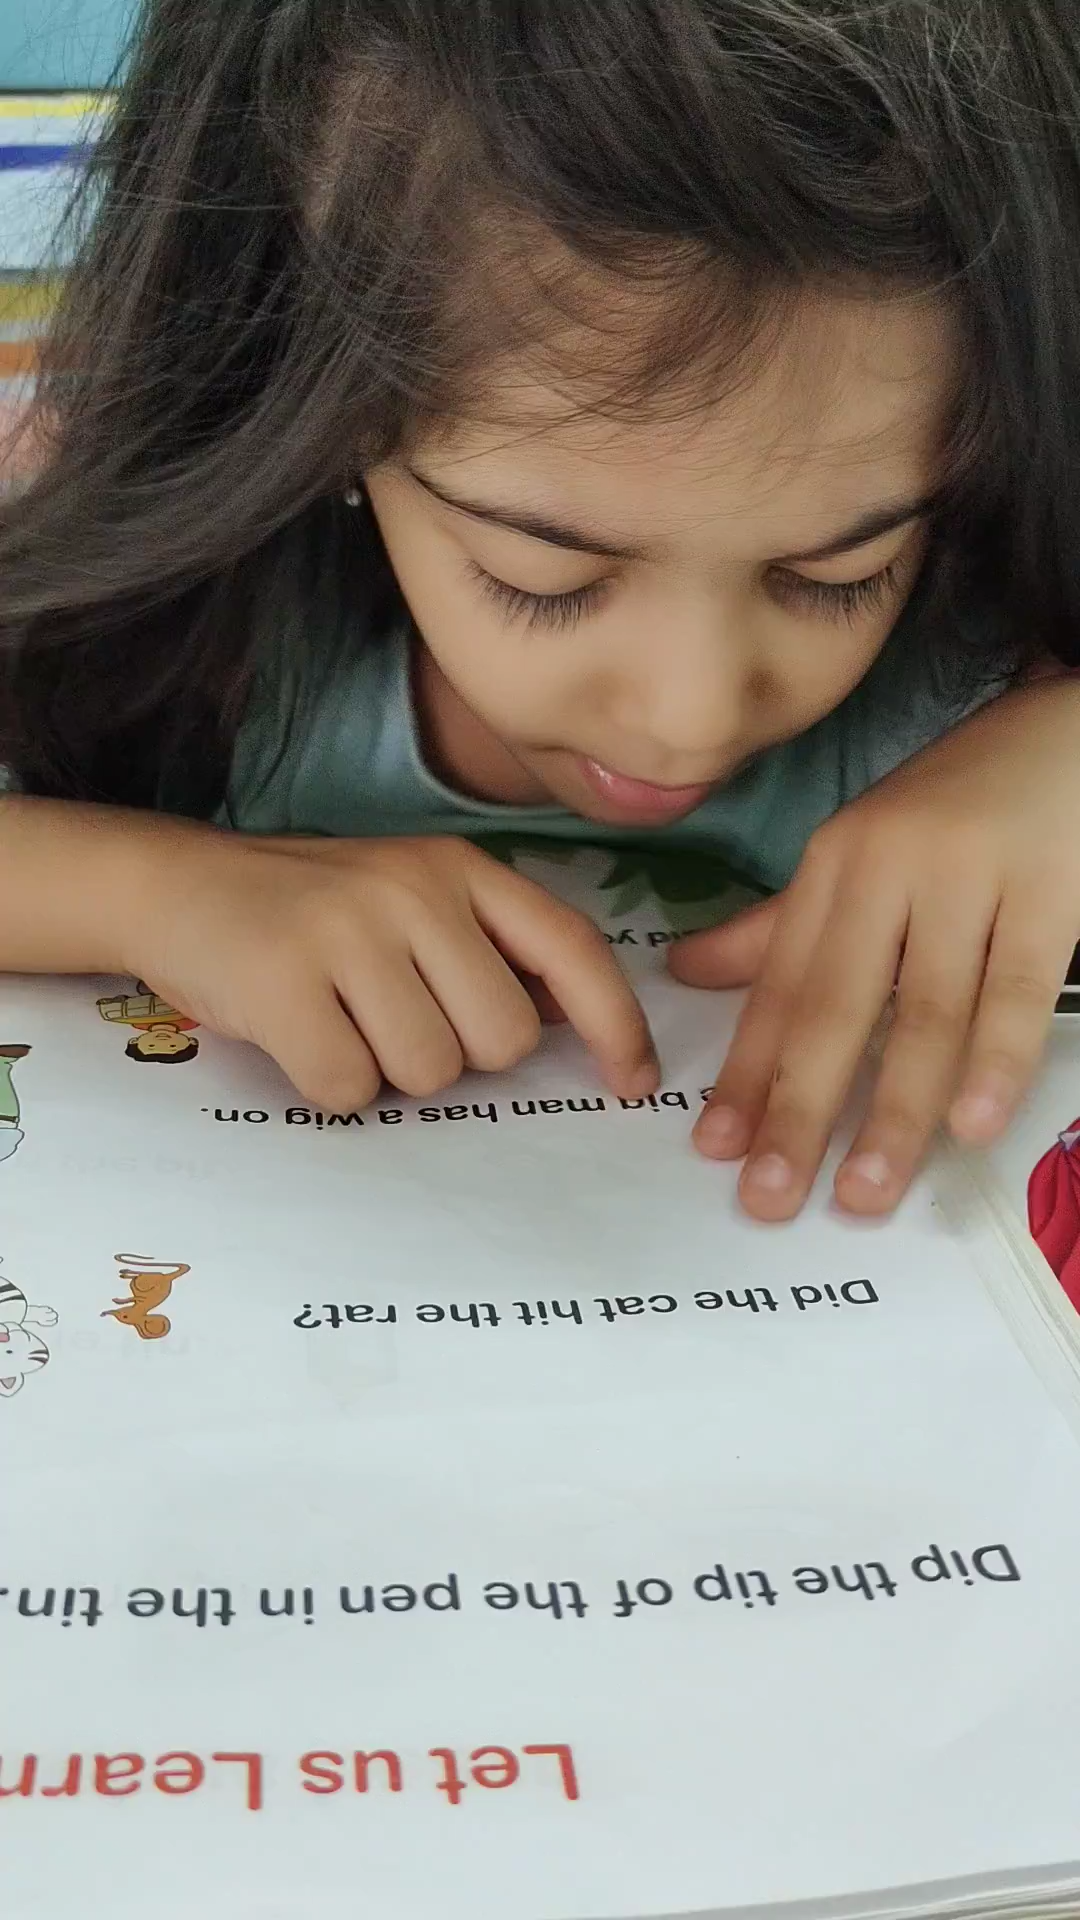 Let us Learn
Dip the tip of the pen in the tin.
Did the cat hit the rat?
big man has a wig on.